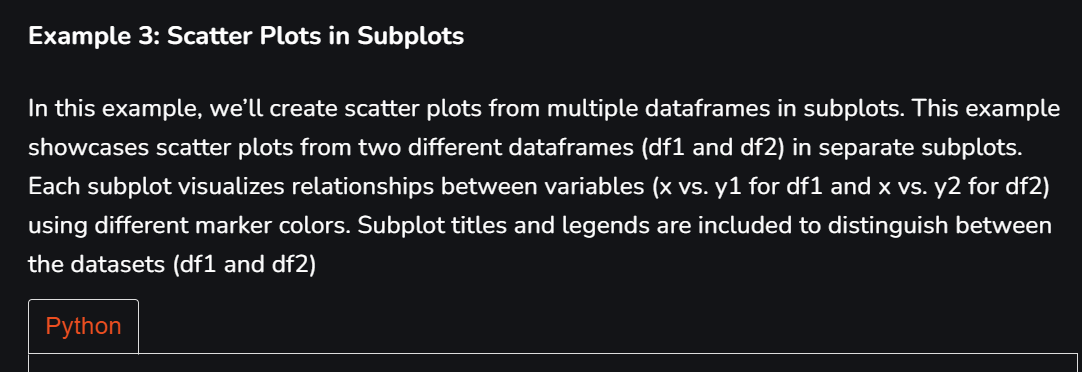 Example 3: Scatter Plots in Subplots
In this example, we’ll create scatter plots from multiple dataframes in subplots. This example
showcases scatter plots from two different dataframes (df1 and df2) in separate subplots.
Each subplot visualizes relationships between variables (x vs. y1 for df1 and x vs. y2 for df2)
using different marker colors. Subplot titles and legends are included to distinguish between
the datasets (df1 and df2)
Python